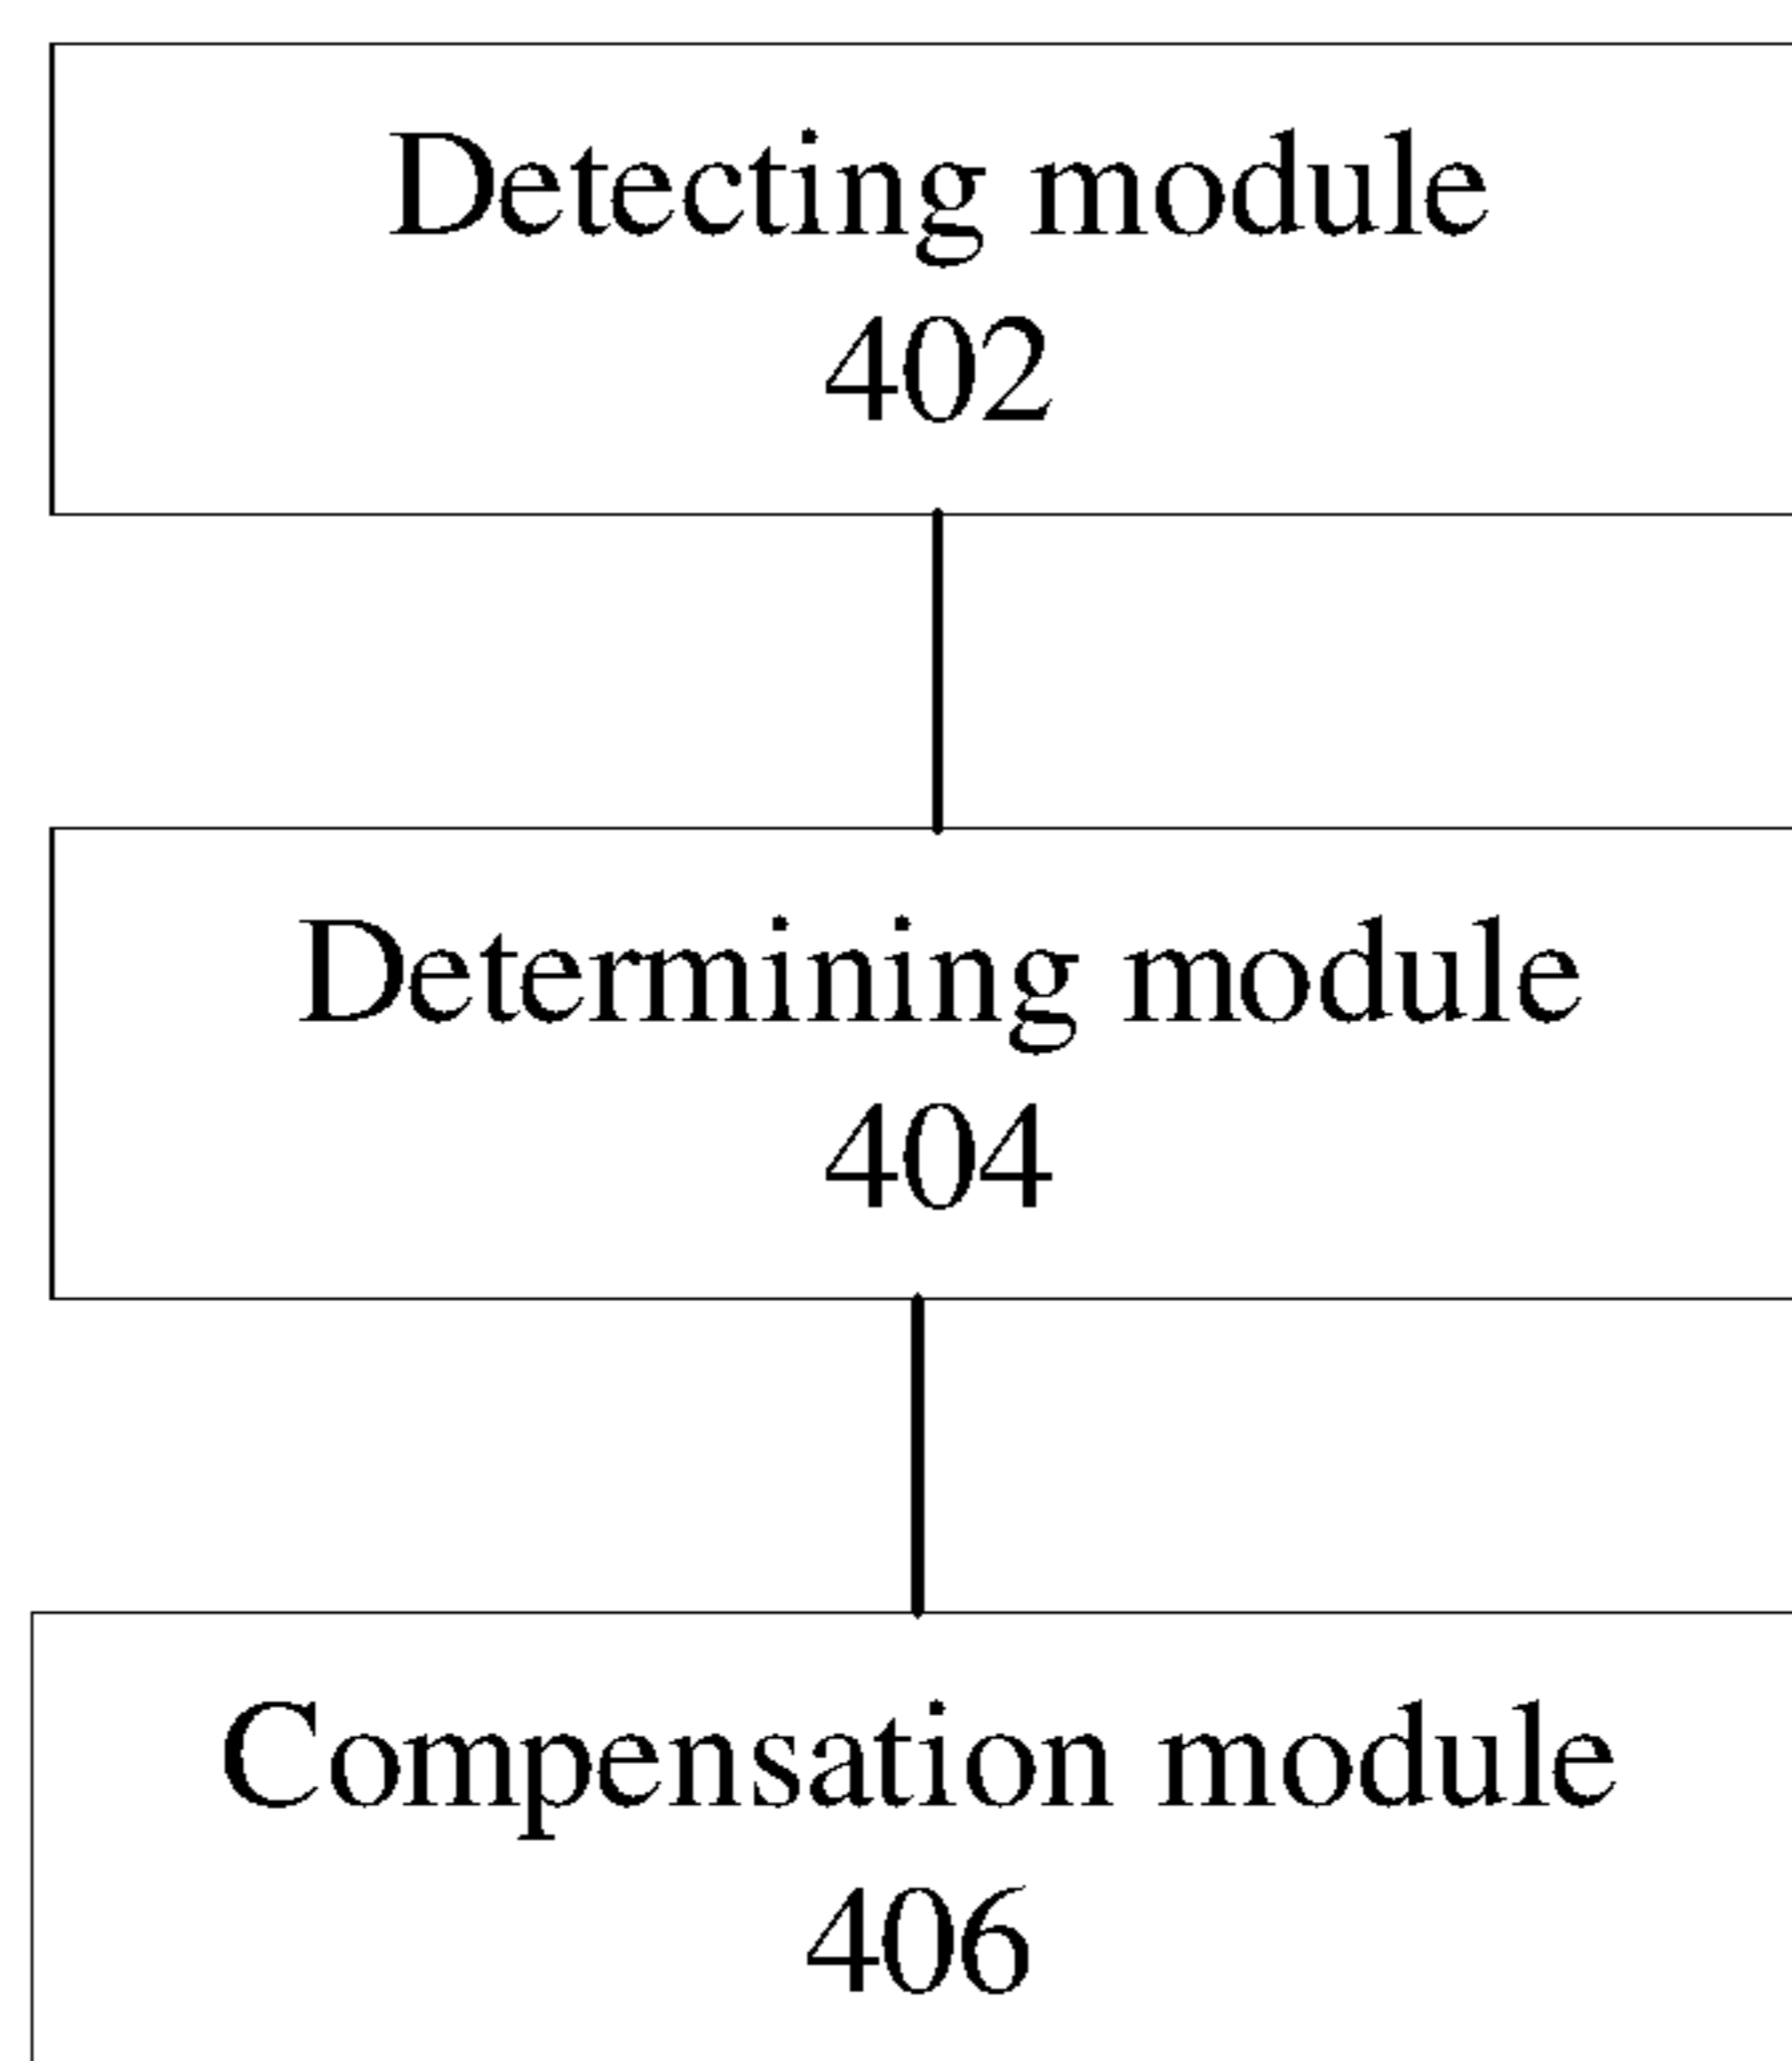 Detecting module
402
Determining module
404
Compensation module
406